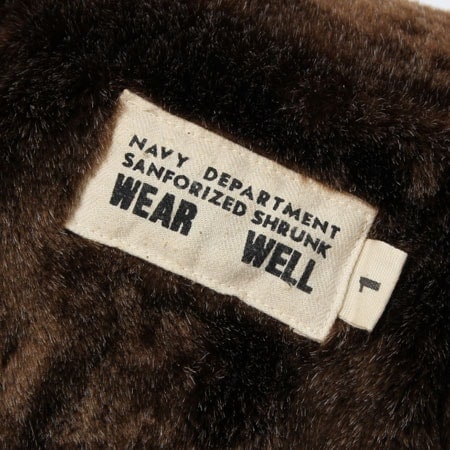 NAVY DEPARTMENT
SANFORIZED SHRUNK
WEAR WELL
1